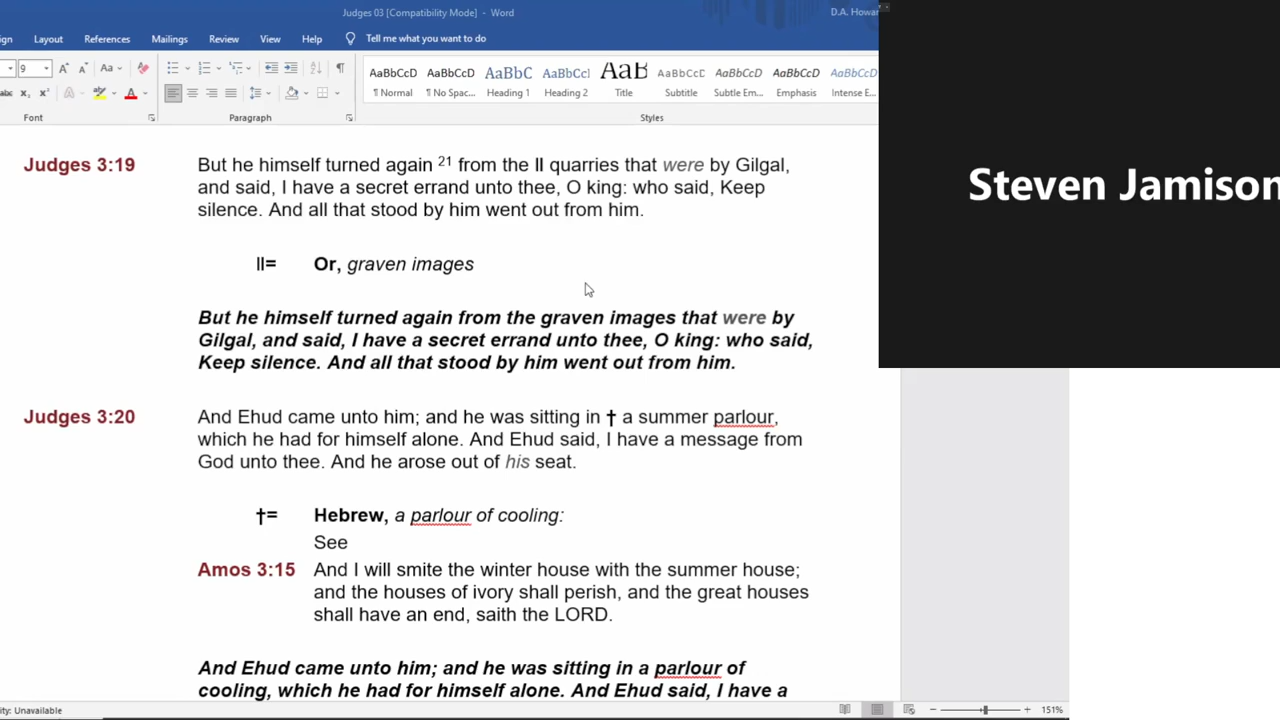 Judges 03 [Compatibility Mode] - Word
D.A. Howar
Layout References Mailings Review View Help Tell me what you want to do
9 Aa
abc x₂ x² A A
AaBbCcD AaBbCcD AaBbC AaBbCcI AaB AaBbCcD AaBbCcD AaBbCcD AaBbCcD
¶ Normal ¶ No Spac... Heading 1 Heading 2 Title Subtitle Subtle Em... Emphasis Intense E...
Font Paragraph Styles
Steven Jamison
Judges 3:19 But he himself turned again ²¹ from the ll quarries that were by Gilgal,
and said, I have a secret errand unto thee, O king: who said, Keep
silence. And all that stood by him went out from him.
ll= Or, graven images
But he himself turned again from the graven images that were by
Gilgal, and said, I have a secret errand unto thee, O king: who said,
Keep silence. And all that stood by him went out from him.
Judges 3:20 And Ehud came unto him; and he was sitting in † a summer parlour,
which he had for himself alone. And Ehud said, I have a message from
God unto thee. And he arose out of his seat.
†= Hebrew, a parlour of cooling:
See
Amos 3:15 And I will smite the winter house with the summer house;
and the houses of ivory shall perish, and the great houses
shall have an end, saith the LORD.
And Ehud came unto him; and he was sitting in a parlour of
cooling, which he had for himself alone. And Ehud said, I have a
ity: Unavailable
151%